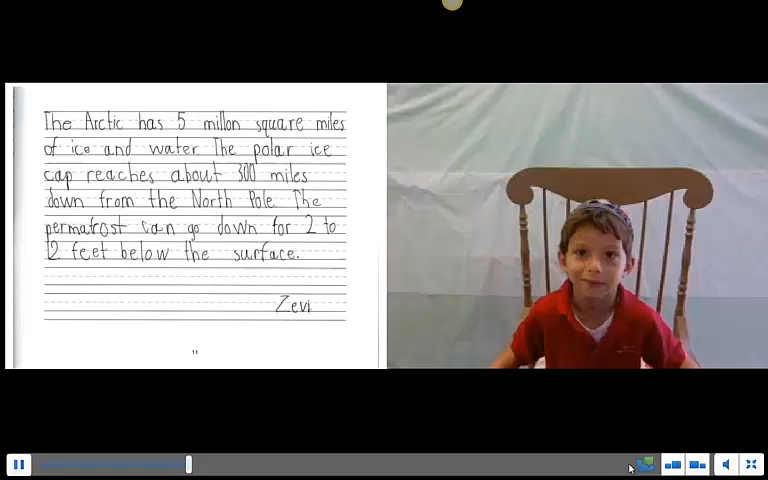 The Arctic has 5 millon square miles
of ice and water The polar ice
cap reaches about 300 miles
down from the North Pole The
permafrost can go down for 2 to
12 feet below the surface.
Zevi
11